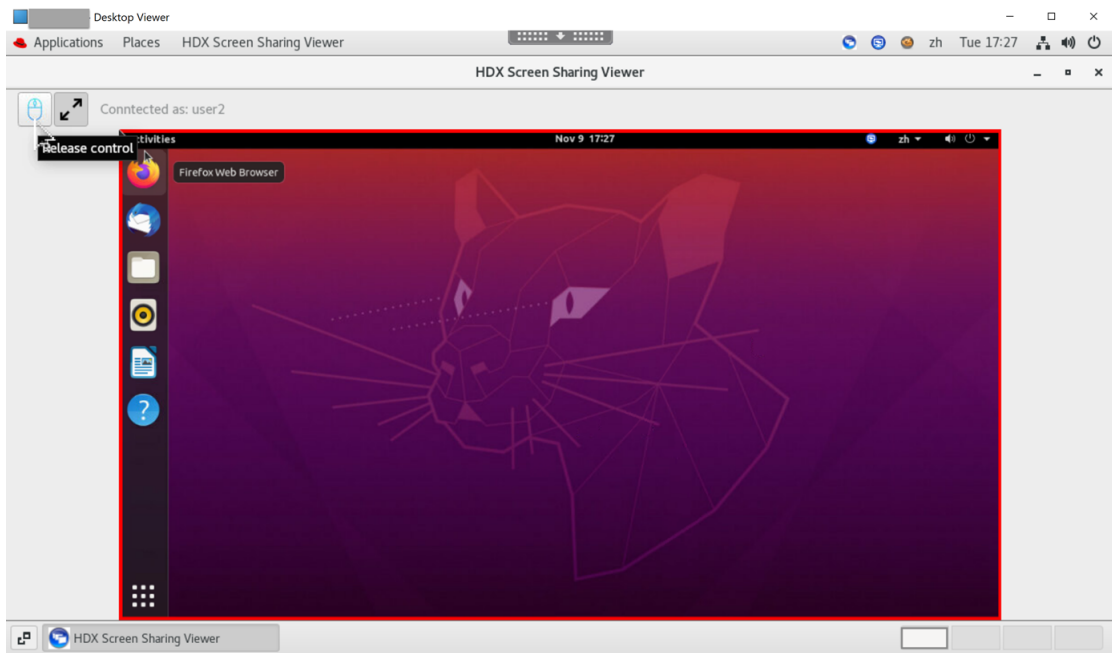 Desktop Viewer
Applications Places HDX Screen Sharing Viewer zh Tue 17:27
HDX Screen Sharing Viewer
Conntected as: user2
Release control
tivities Nov 9 17:27 zh
Firefox Web Browser
?
HDX Screen Sharing Viewer